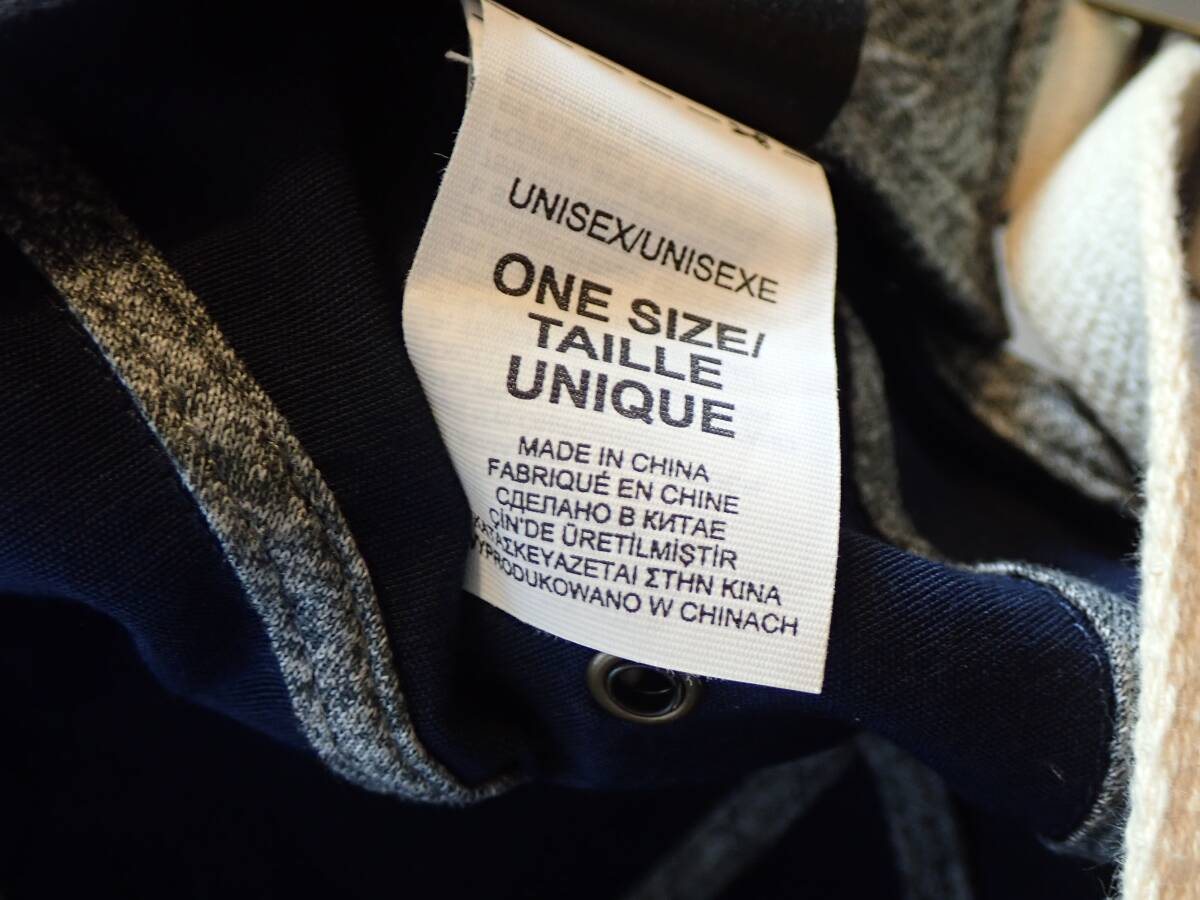 UNISEX/UNISEXE
ONE SIZE/
TAILLE
UNIQUE
MADE IN CHINA
FABRIQUÉ EN CHINE
СДЕЛАНО В КИТАЕ
ÇİN'DE ÜRETİLMİŞTİR
ΚΑΤΑΣΚΕΥΑΖΕΤΑΙ ΣΤΗΝ ΚΙΝΑ
WYPRODUKOWANO W CHINACH